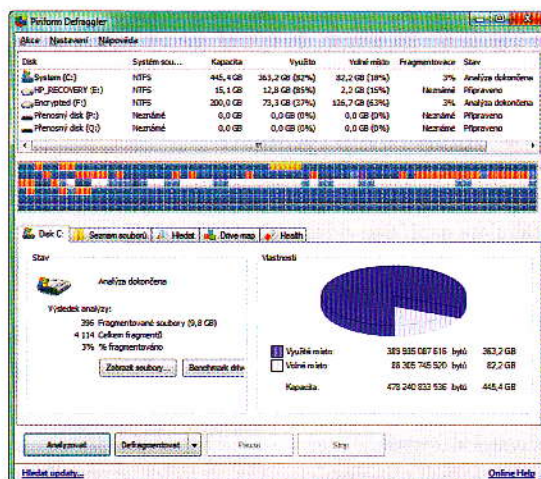 Piriform Defraggler
Akce Nastavení Nápověda
Disk Systém sou... Kapacita Využito Volné místo Fragmentovace Stav
System (C:) NTFS 445,4 GB 363,2 GB (82%) 82,2 GB (18%) 3% Analýza dokončena
HP_RECOVERY (E:) NTFS 15,1 GB 12,8 GB (85%) 2,2 GB (15%) Neznámé Připraveno
Encrypted (F:) NTFS 200,0 GB 73,3 GB (37%) 126,7 GB (63%) 3% Analýza dokončena
Přenosný disk (P:) Neznámé 0,0 GB 0,0 GB (0%) 0,0 GB (0%) Neznámé Připraveno
Přenosný disk (Q:) Neznámé 0,0 GB 0,0 GB (0%) 0,0 GB (0%) Neznámé Připraveno
Disk C: Seznam souborů Hledat Drive map Health
Stav
Analýza dokončena
Výsledek analýzy:
396 Fragmentované soubory (9,8 GB)
4 114 Celkem fragmentů
3% % fragmentováno
Zobrazit soubory... Benchmark drive
Vlastnosti
Využité místo 389 935 087 616 bytů 363,2 GB
Volné místo 88 305 745 920 bytů 82,2 GB
Kapacita 478 240 833 536 bytů 445,4 GB
Analyzovat Defragmentovat Pauza Stop
Hledat updaty... Online Help